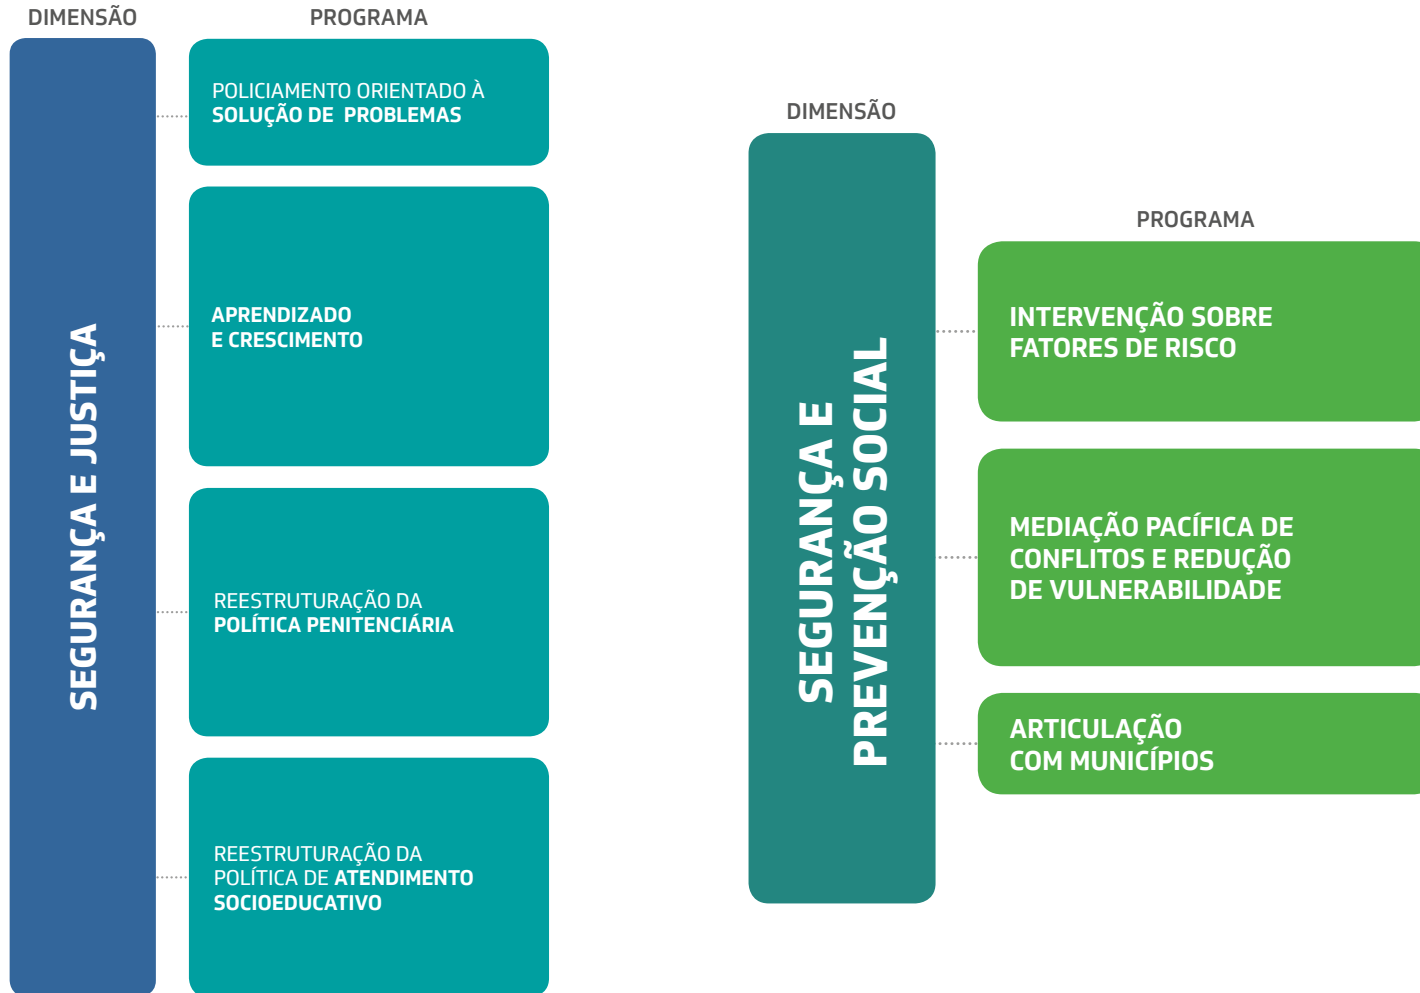 DIMENSÃO
PROGRAMA
SEGURANÇA E JUSTIÇA
POLICIAMENTO ORIENTADO À
SOLUÇÃO DE PROBLEMAS
APRENDIZADO
E CRESCIMENTO
REESTRUTURAÇÃO DA
POLÍTICA PENITENCIÁRIA
REESTRUTURAÇÃO DA
POLÍTICA DE ATENDIMENTO
SOCIOEDUCATIVO
DIMENSÃO
SEGURANÇA E
PREVENÇÃO SOCIAL
PROGRAMA
INTERVENÇÃO SOBRE
FATORES DE RISCO
MEDIAÇÃO PACÍFICA DE
CONFLITOS E REDUÇÃO
DE VULNERABILIDADE
ARTICULAÇÃO
COM MUNICÍPIOS